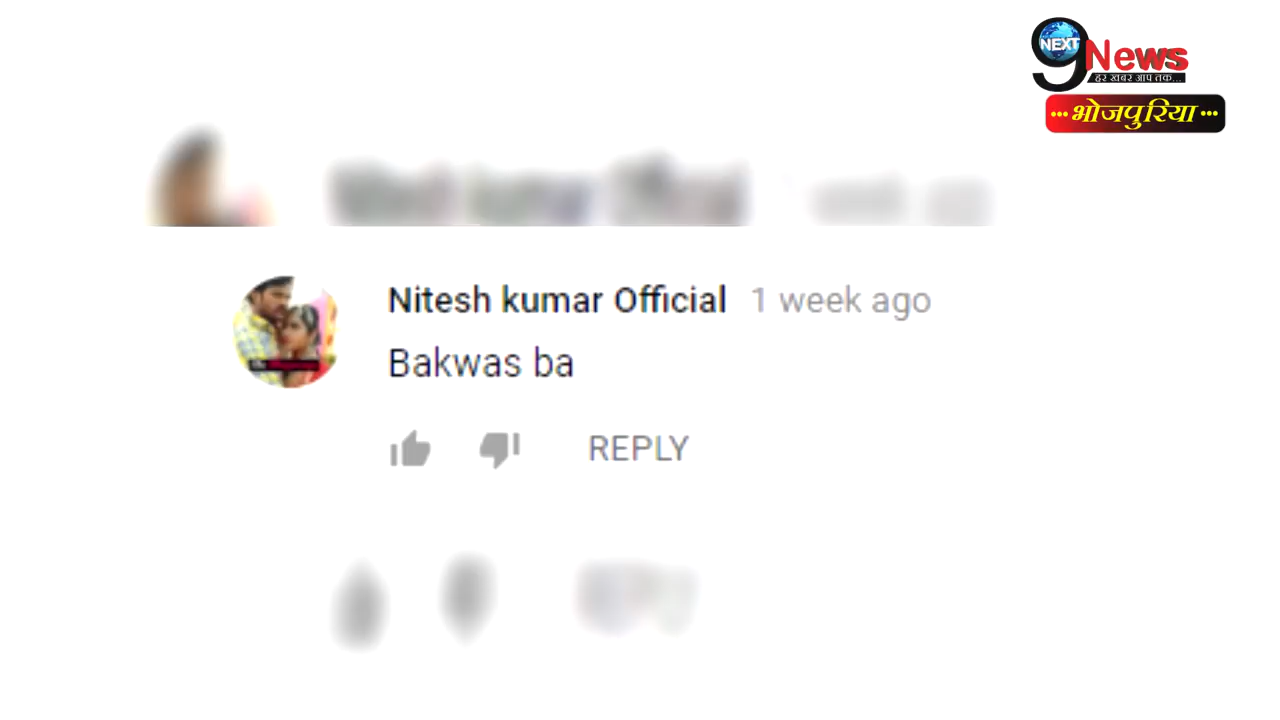 NEXT
9News
हर खबर आप तक...
...भोजपुरिया...
Nitesh kumar Official 1 week ago
Bakwas ba
REPLY